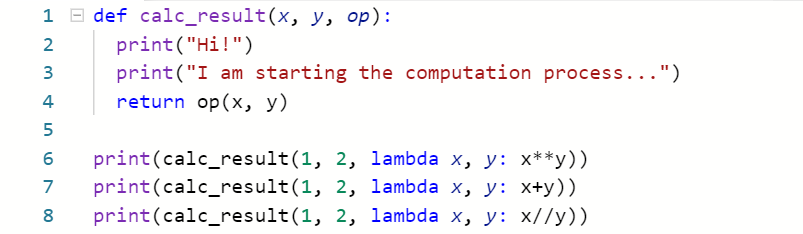 1 def calc_result(x, y, op):
2   print("Hi!")
3   print("I am starting the computation process...")
4   return op(x, y)
5
6 print(calc_result(1, 2, lambda x, y: x**y))
7 print(calc_result(1, 2, lambda x, y: x+y))
8 print(calc_result(1, 2, lambda x, y: x//y))